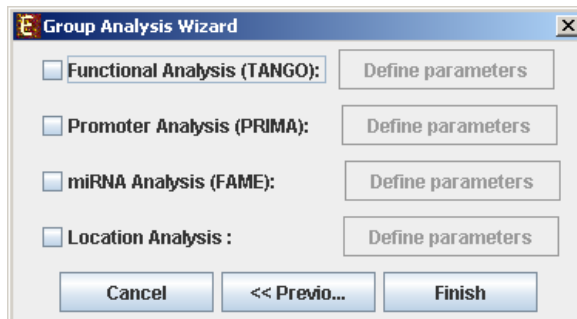 Group Analysis Wizard
Functional Analysis (TANGO): Define parameters
Promoter Analysis (PRIMA): Define parameters
miRNA Analysis (FAME): Define parameters
Location Analysis : Define parameters
Cancel << Previo... Finish